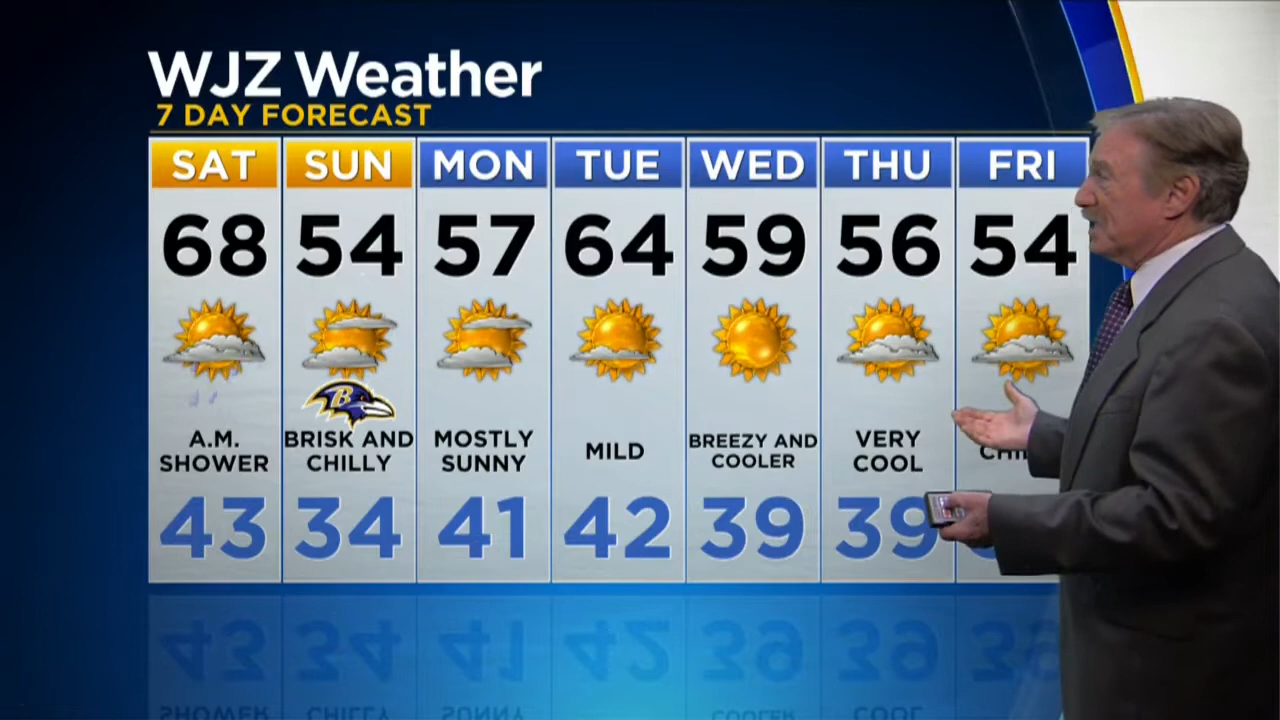 WJZ Weather
7 DAY FORECAST
SAT SUN MON TUE WED THU FRI
68 54 57 64 59 56 54
B
A.M. SHOWER
BRISK AND CHILLY
MOSTLY SUNNY
MILD
BREEZY AND COOLER
VERY COOL
43 34 41 42 39 39